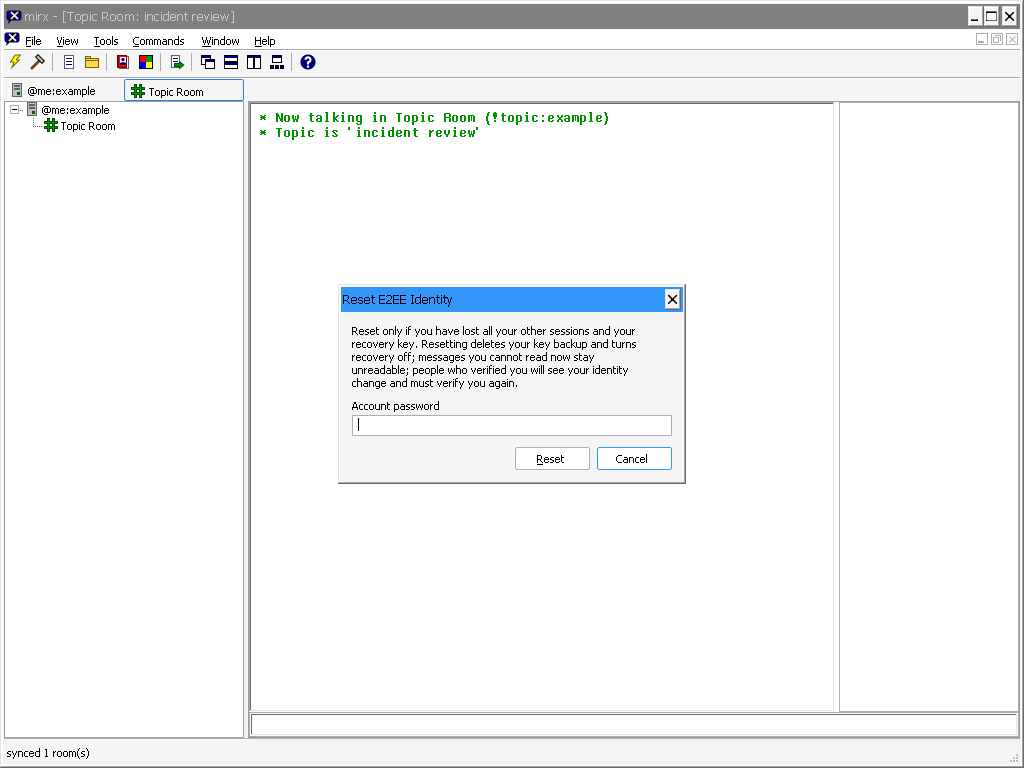 mirx - [Topic Room: incident review]
File View Tools Commands Window Help
@me:example Topic Room
@me:example
Topic Room
* Now talking in Topic Room (!topic:example)
* Topic is 'incident review'
Reset E2EE Identity
Reset only if you have lost all your other sessions and your
recovery key. Resetting deletes your key backup and turns
recovery off; messages you cannot read now stay
unreadable; people who verified you will see your identity
change and must verify you again.
Account password
Reset Cancel
synced 1 room(s)